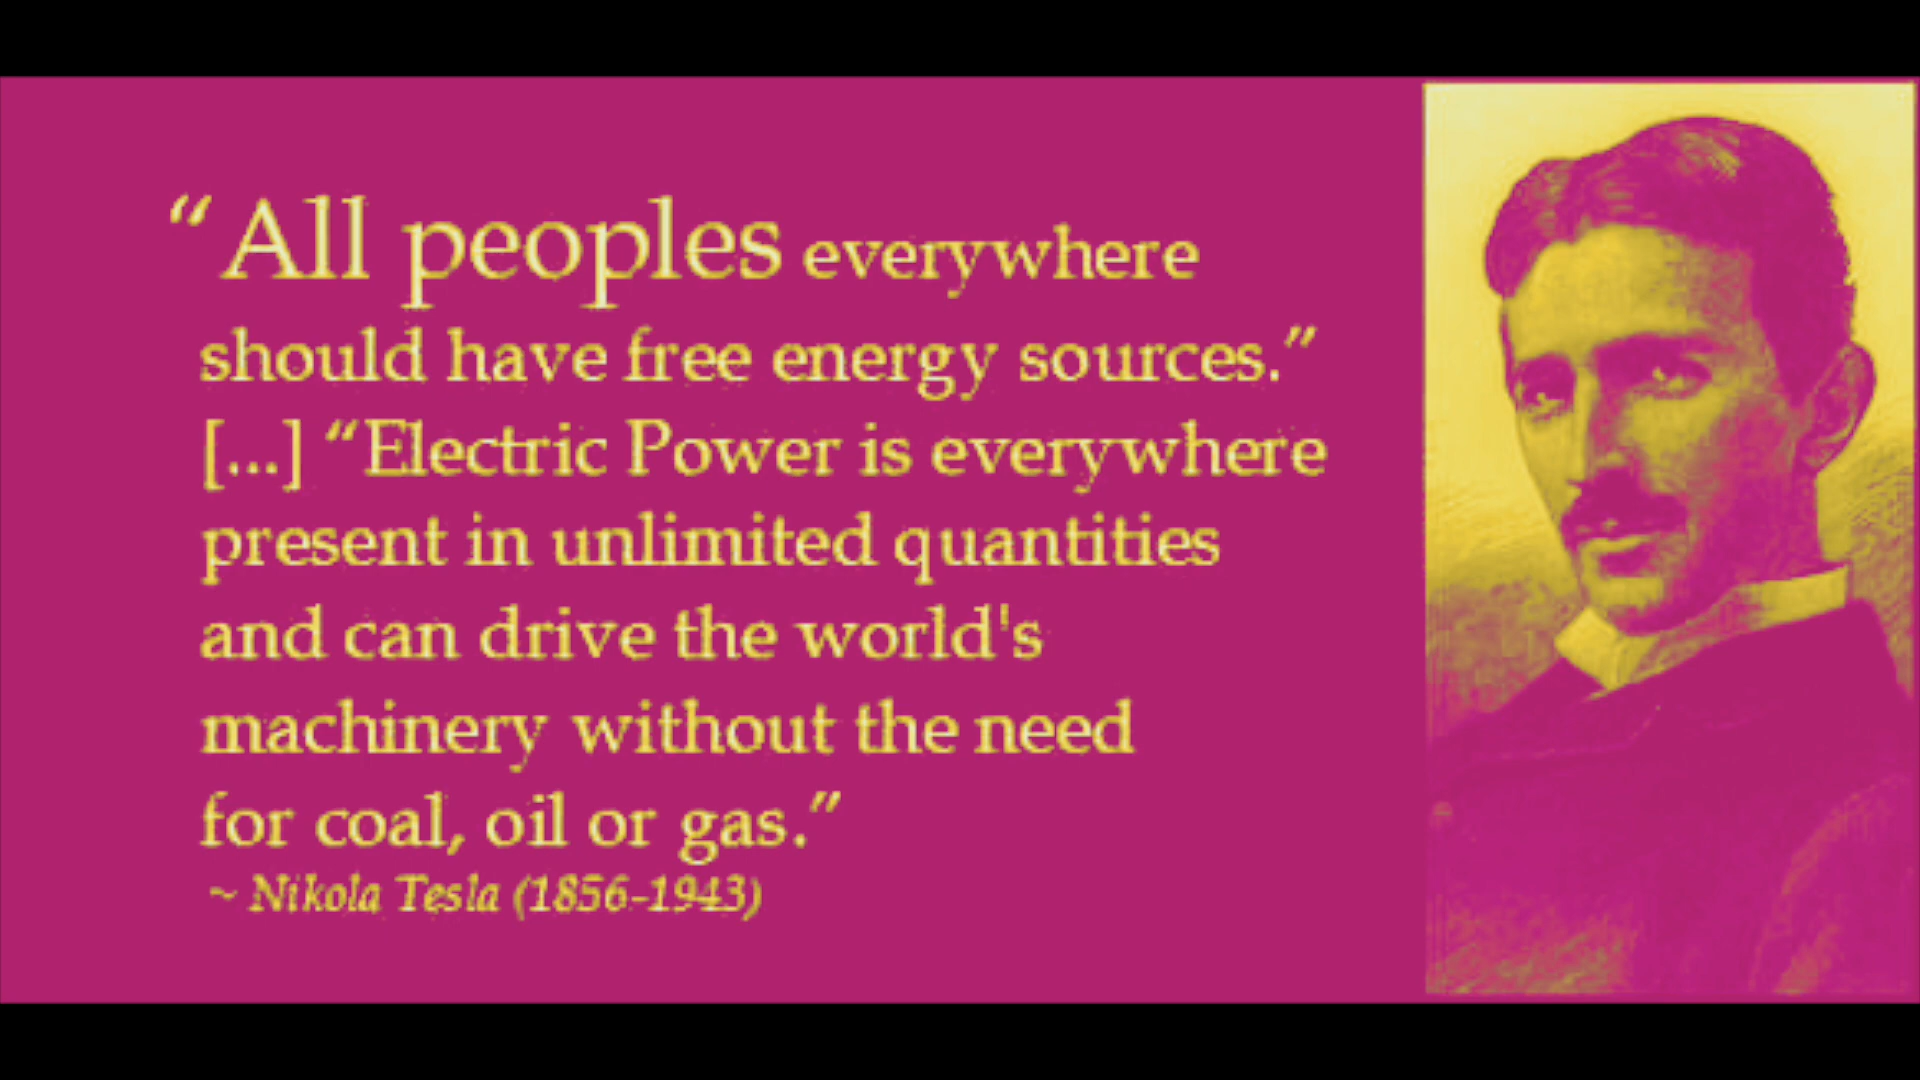 “All peoples everywhere
should have free energy sources.”
[...] “Electric Power is everywhere
present in unlimited quantities
and can drive the world's
machinery without the need
for coal, oil or gas.”
~ Nikola Tesla (1856-1943)